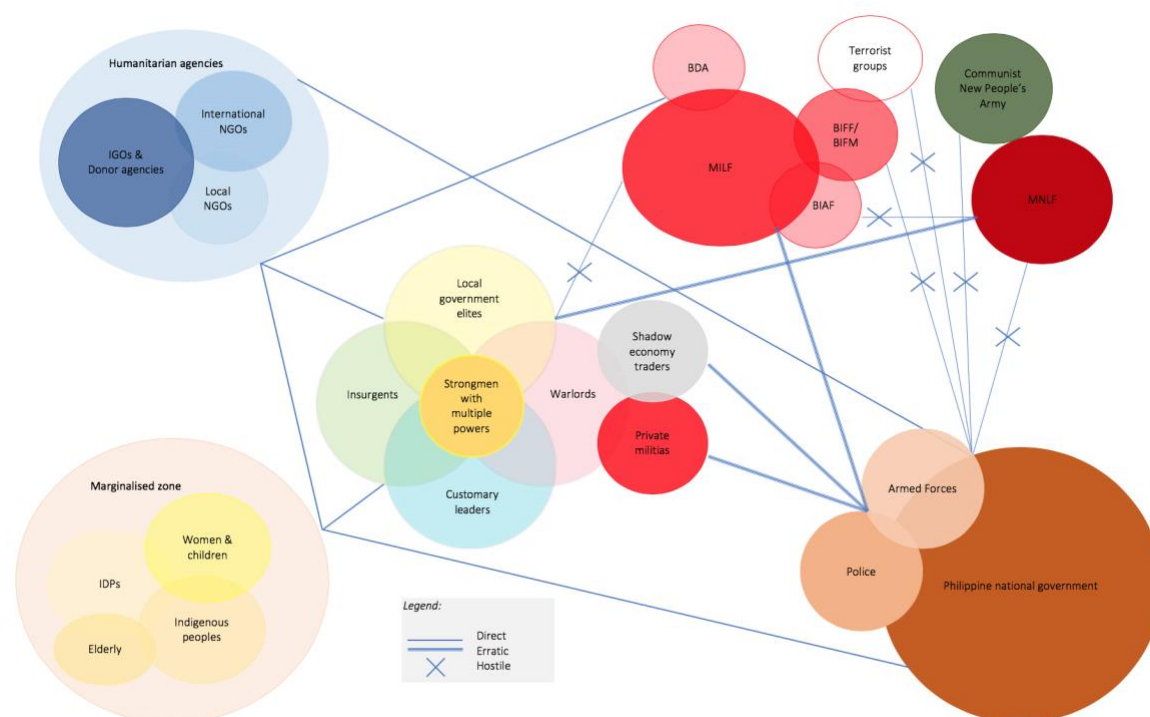 Humanitarian agencies
International
NGOs
IGOs &
Donor agencies
Local
NGOs
BDA
Terrorist
groups
Communist
New People's
Army
BIFF/
BIFM
MILF
BIAF
MNLF
Local
government
elites
Shadow
economy
traders
Insurgents
Strongmen
with
multiple
powers
Warlords
Private
militias
Customary
leaders
Marginalised zone
Women &
children
IDPs
Indigenous
peoples
Elderly
Armed Forces
Police
Philippine national government
Legend:
Direct
Erratic
Hostile